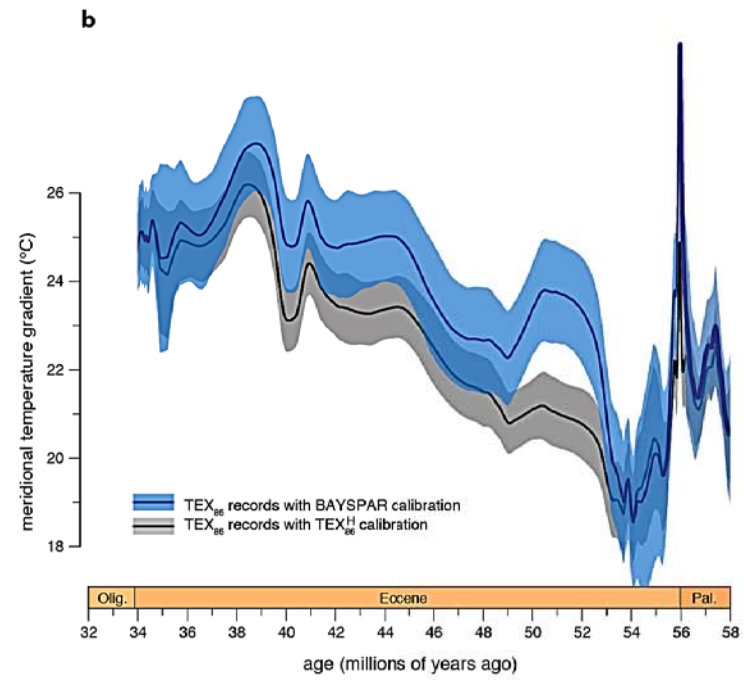 b
26
24
22
20
18
meridional temperature gradient (°C)
TEX₈₆ records with BAYSPAR calibration
TEX₈₆ records with TEX₈₆ᴴ calibration
Olig. Eocene Pal.
32 34 36 38 40 42 44 46 48 50 52 54 56 58
age (millions of years ago)